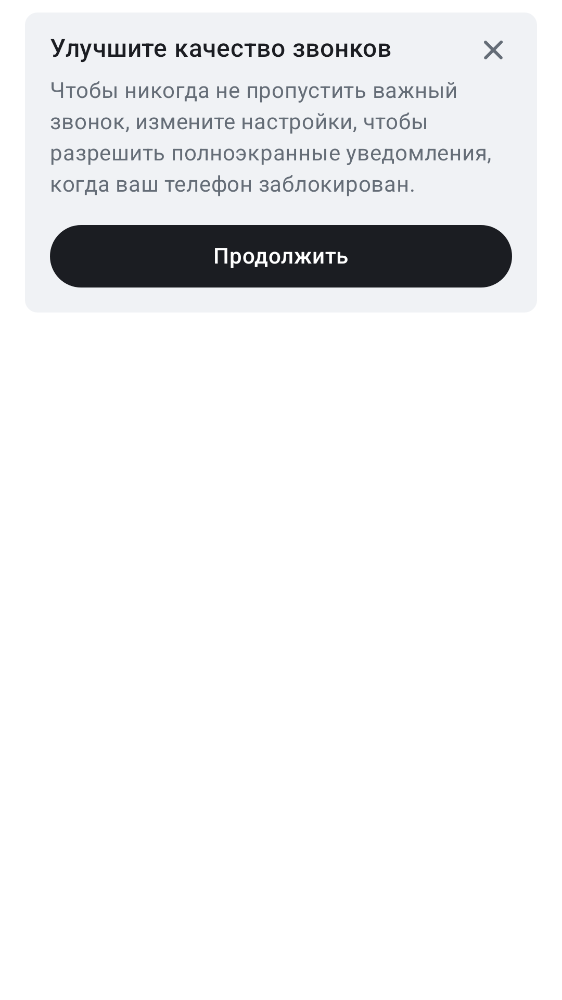 Улучшите качество звонков
Чтобы никогда не пропустить важный
звонок, измените настройки, чтобы
разрешить полноэкранные уведомления,
когда ваш телефон заблокирован.
Продолжить